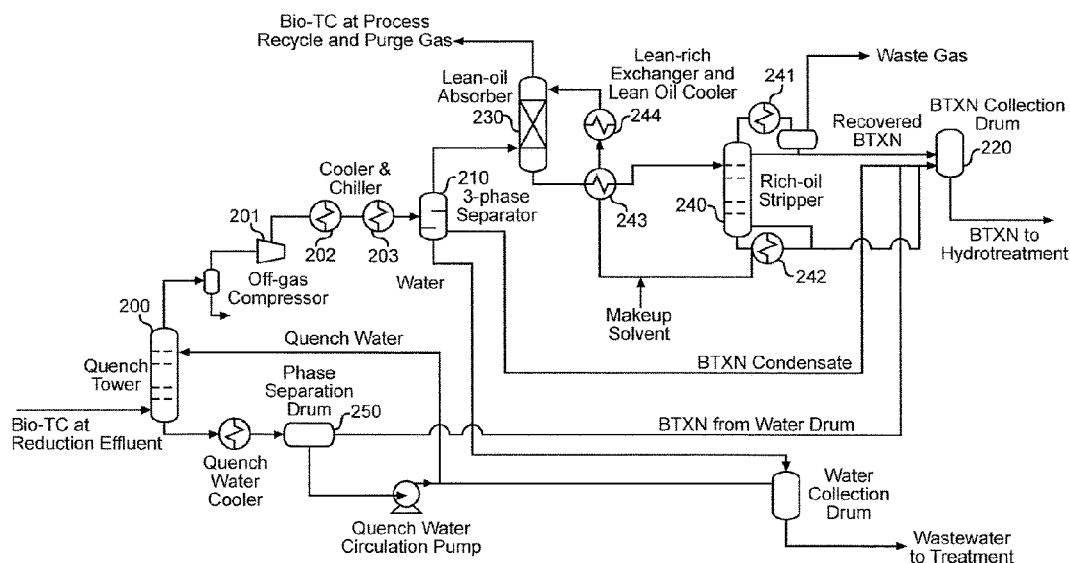 Bio-TC at Process
Recycle and Purge Gas
Lean-oil
Absorber
230
Lean-rich
Exchanger and
Lean Oil Cooler
244
241
Waste Gas
BTXN Collection
Drum
220
Recovered
BTXN
Cooler &
Chiller
210
3-phase
Separator
243
240
Rich-oil
Stripper
201
202
203
Off-gas
Compressor
Water
242
BTXN to
Hydrotreatment
Makeup
Solvent
200
Quench
Tower
Quench Water
BTXN Condensate
Phase
Separation
Drum
250
Bio-TC at
Reduction Effluent
BTXN from Water Drum
Quench
Water
Cooler
Water
Collection
Drum
Quench Water
Circulation Pump
Wastewater
to Treatment